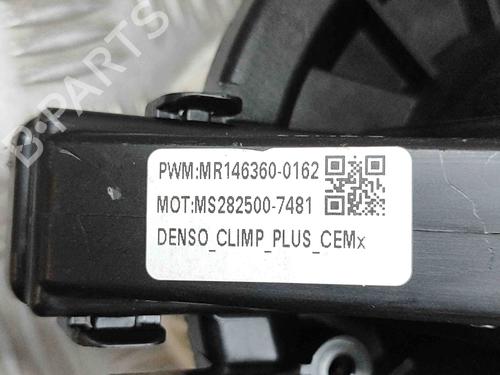 B-PARTS
PWM:MR146360-0162
MOT:MS282500-7481
DENSO_CLIMP_PLUS_CEMx